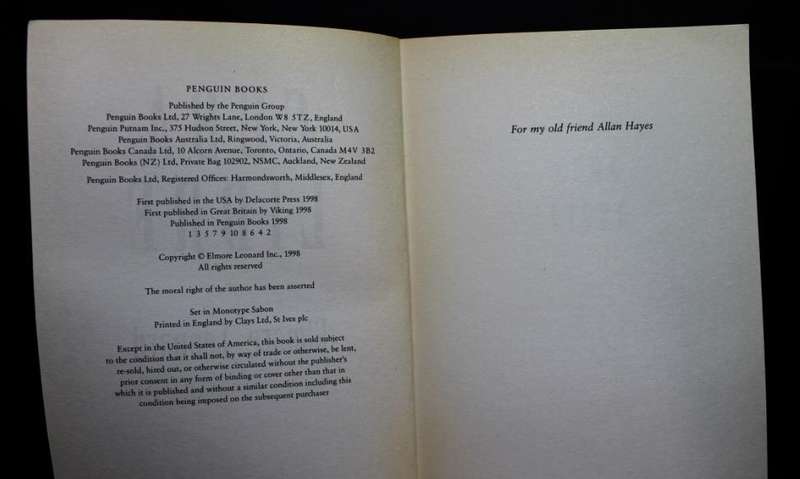 PENGUIN BOOKS
Published by the Penguin Group
Penguin Books Ltd, 27 Wrights Lane, London W8 5TZ, England
Penguin Putnam Inc., 375 Hudson Street, New York, New York 10014, USA
Penguin Books Australia Ltd, Ringwood, Victoria, Australia
Penguin Books Canada Ltd, 10 Alcorn Avenue, Toronto, Ontario, Canada M4V 3B2
Penguin Books (NZ) Ltd, Private Bag 102902, NSMC, Auckland, New Zealand
Penguin Books Ltd, Registered Offices: Harmondsworth, Middlesex, England
First published in the USA by Delacorte Press 1998
First published in Great Britain by Viking 1998
Published in Penguin Books 1998
1 3 5 7 9 10 8 6 4 2
Copyright © Elmore Leonard Inc., 1998
All rights reserved
The moral right of the author has been asserted
Set in Monotype Sabon
Printed in England by Clays Ltd, St Ives plc
Except in the United States of America, this book is sold subject
to the condition that it shall not, by way of trade or otherwise, be lent,
re-sold, hired out, or otherwise circulated without the publisher's
prior consent in any form of binding or cover other than that in
which it is published and without a similar condition including this
condition being imposed on the subsequent purchaser
For my old friend Allan Hayes